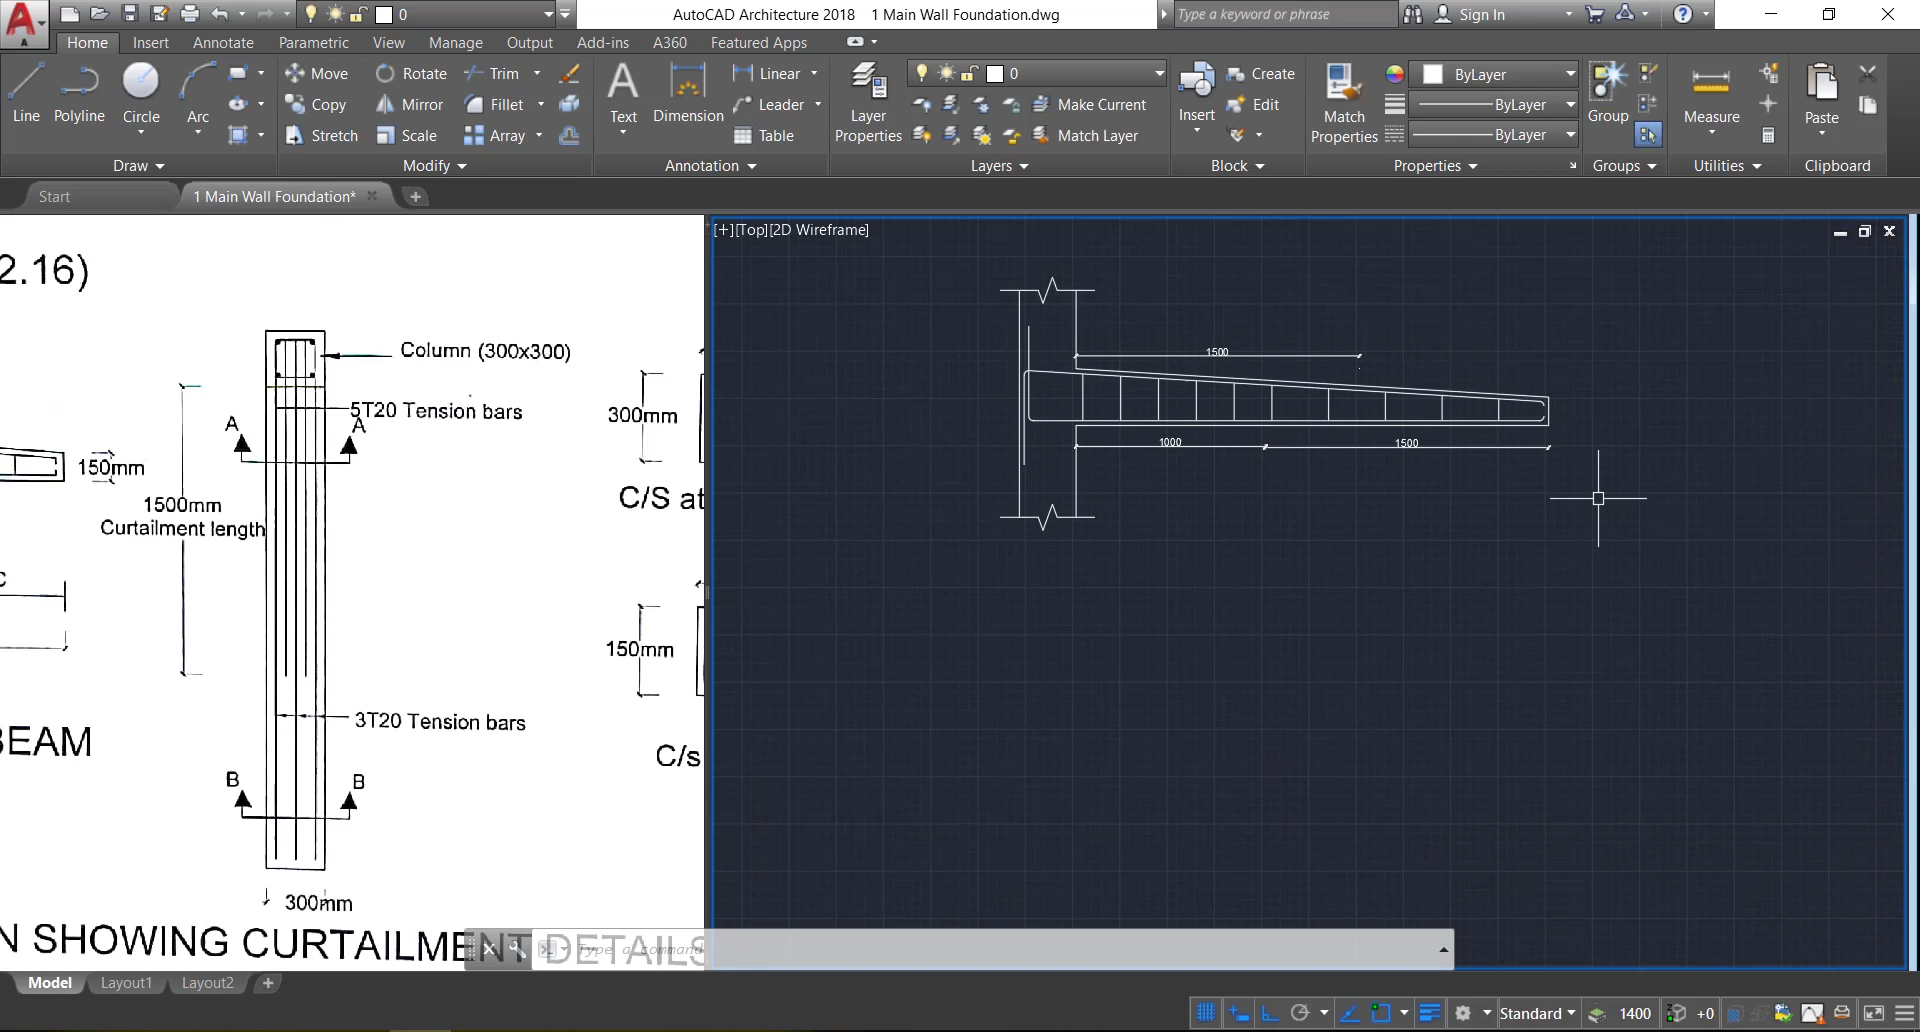 0
AutoCAD Architecture 2018 1 Main Wall Foundation.dwg
Type a keyword or phrase
Sign In
Home Insert Annotate Parametric View Manage Output Add-ins A360 Featured Apps
Line Polyline Circle Arc
Move Rotate Trim
Copy Mirror Fillet
Stretch Scale Array
Text Dimension
Linear
Leader
Table
Layer Properties
0
Make Current
Match Layer
Insert
Create
Edit
Match Properties
ByLayer
ByLayer
ByLayer
Group
Measure
Paste
Draw Modify Annotation Layers Block Properties Groups Utilities Clipboard
Start 1 Main Wall Foundation*
[+][Top][2D Wireframe]
2.16)
Column (300x300)
5T20 Tension bars
A A
150mm
1500mm
Curtailment length
300mm
C/S at
150mm
C/s
BEAM
3T20 Tension bars
B B
300mm
N SHOWING CURTAILMENT DETAILS
1500
1000 1500
Type a command
Model Layout1 Layout2
Standard 1400 +0